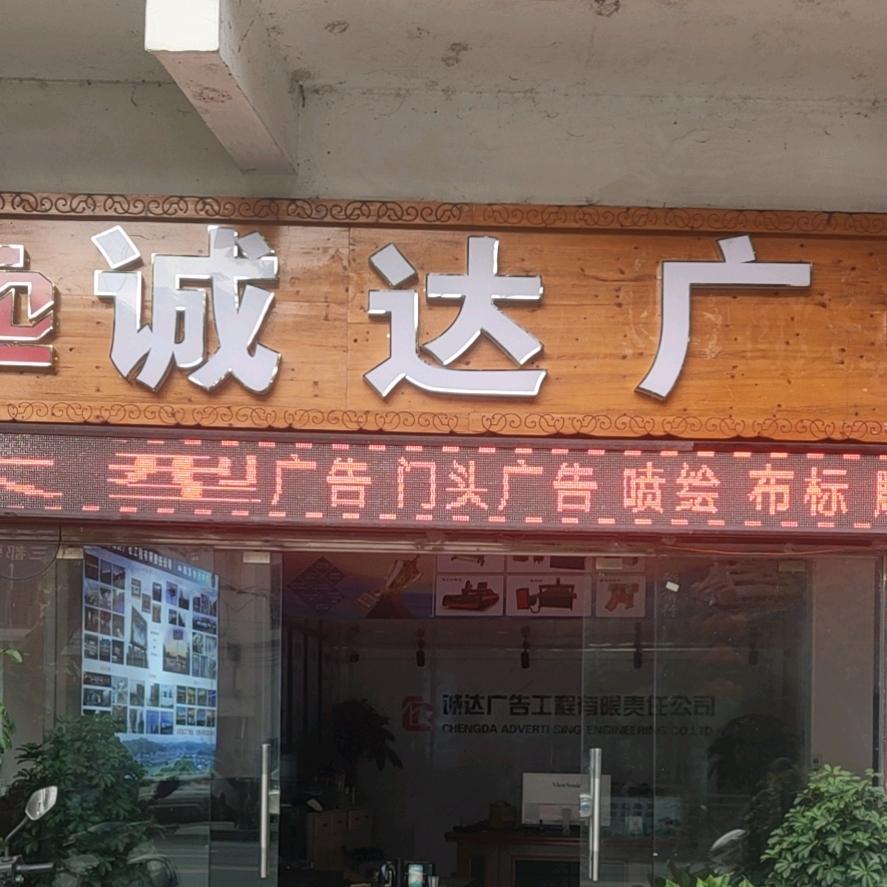 诚达广
广告 门头广告 喷绘 布标
诚达广告工程有限责任公司
CHENGDA ADVERTISING ENGINEERING CO.LTD
ViewSonic